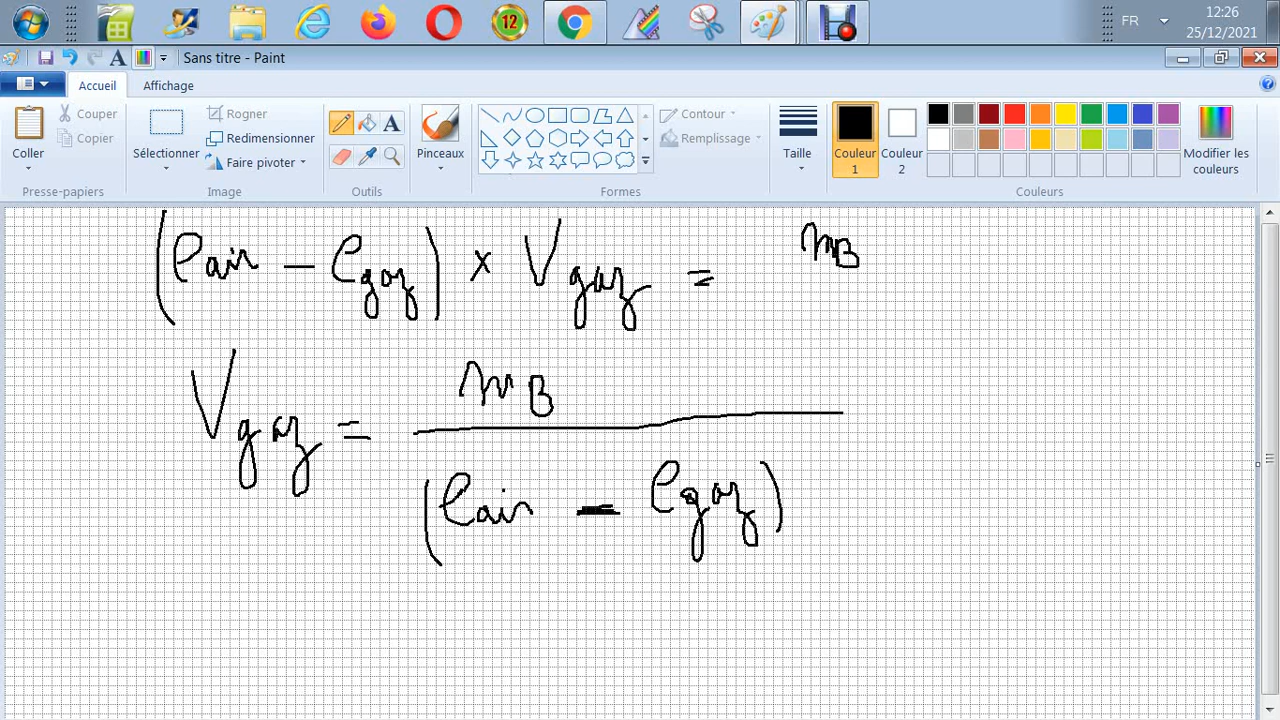 12
FR
12:26
25/12/2021
Sans titre - Paint
Accueil Affichage
Coller
Couper
Copier
Presse-papiers
Sélectionner
Rogner
Redimensionner
Faire pivoter
Image
A
Outils
Pinceaux
Contour
Remplissage
Formes
Taille
Couleur 1
Couleur 2
Modifier les couleurs
Couleurs
(ρair − ρgaz) × Vgaz = mB
Vgaz = mB
(ρair − ρgaz)